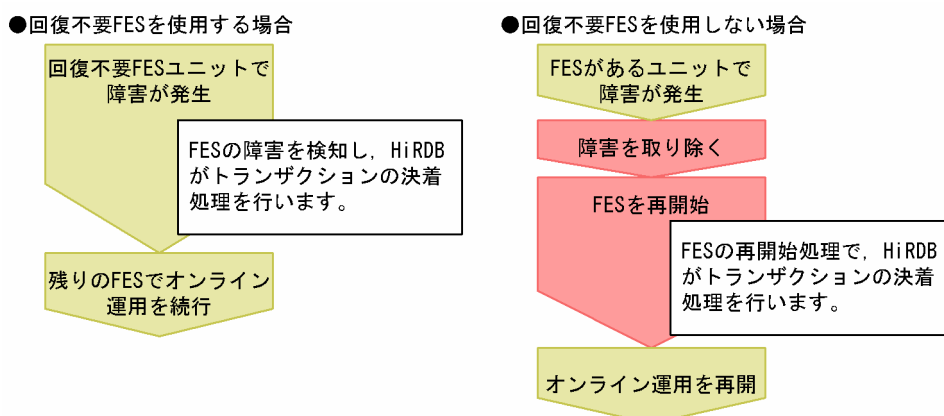 ●回復不要FESを使用する場合
回復不要FESユニットで
障害が発生
FESの障害を検知し，HiRDB
がトランザクションの決着
処理を行います。
残りのFESでオンライン
運用を続行
●回復不要FESを使用しない場合
FESがあるユニットで
障害が発生
障害を取り除く
FESを再開始
FESの再開始処理で，HiRDB
がトランザクションの決着
処理を行います。
オンライン運用を再開